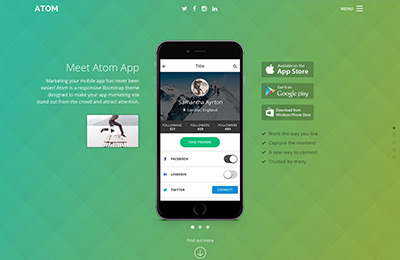 ATOM
MENU
Meet Atom App
Marketing your mobile app has never been
easier! Atom is a responsive Bootstrap theme
designed to make your app marketing site
stand out from the crowd and attract attention.
Title
Samantha Ayrton
London, England
FOLLOWING
FOLLOWERS
FOLLOWERS
FIND FRIENDS
FACEBOOK
LINKEDIN
TWITTER
CONNECT
Available on the
App Store
Get it on
Google play
Download from
Windows Phone Store
Work the way you live
Capture the moment
A new way to connect
Trusted by many
Find out more